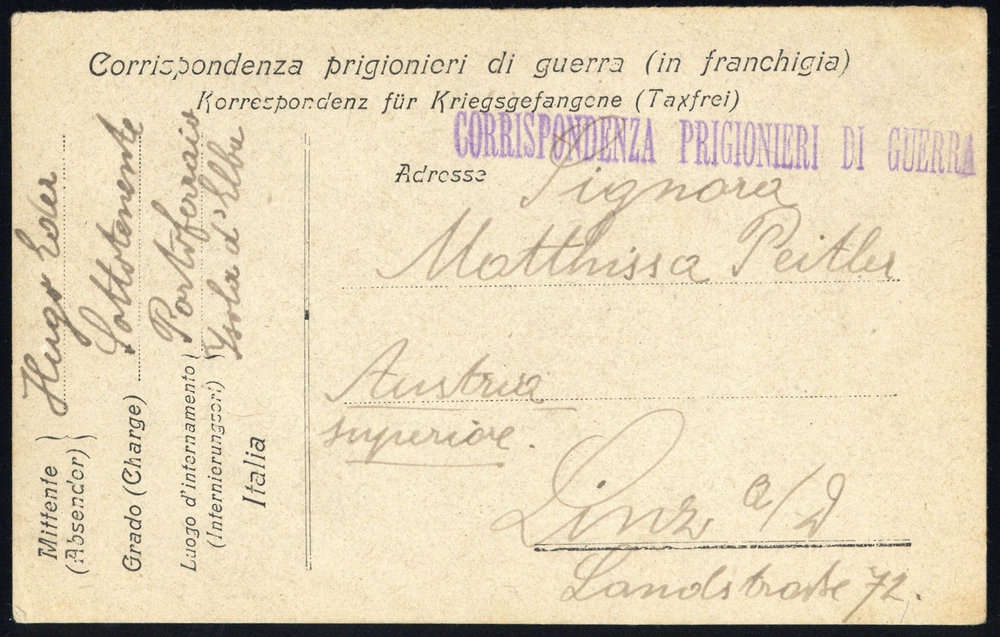 Corrispondenza prigionieri di guerra (in franchigia)
Korrespondenz für Kriegsgefangene (Taxfrei)
CORRISPONDENZA PRIGIONIERI DI GUERRA
Adresse
Signora
Matthissa Peitler
Austria
superiore.
Linz a/D
Landstraße 72.
Mittente
(Absender)
Hugo Eder
Grado (Charge)
Sottotenente
Luogo d'internamento
(Internierungsort)
Portoferraio
Isola d'Elba
Italia